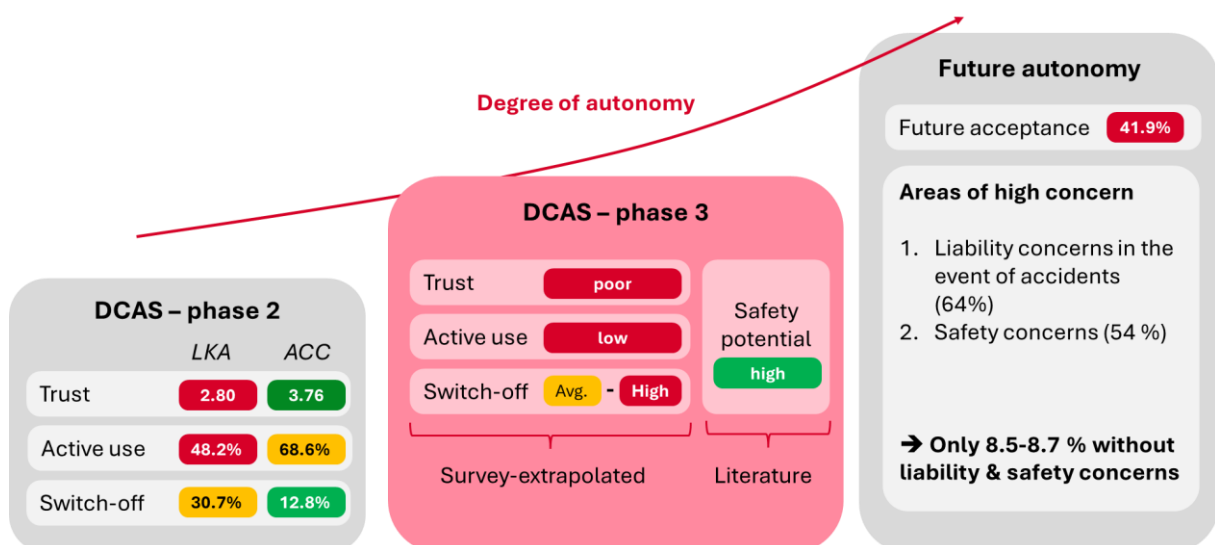 Degree of autonomy
DCAS – phase 2
LKA ACC
Trust 2.80 3.76
Active use 48.2% 68.6%
Switch-off 30.7% 12.8%
DCAS – phase 3
Trust poor
Active use low
Switch-off Avg. - High
Safety
potential
high
Survey-extrapolated
Literature
Future autonomy
Future acceptance 41.9%
Areas of high concern
1. Liability concerns in the
event of accidents
(64%)
2. Safety concerns (54 %)
➔ Only 8.5-8.7 % without
liability & safety concerns